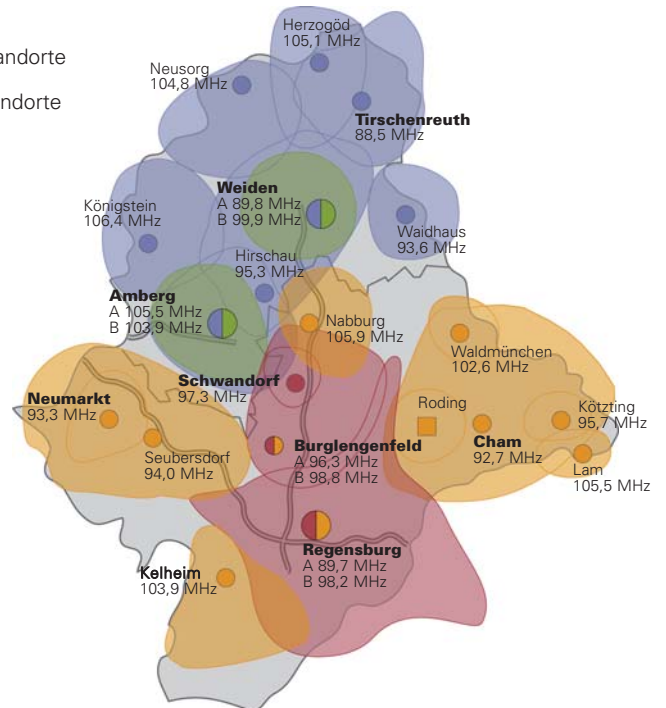 andorte
ndorte
Herzogöd
105,1 MHz
Neusorg
104,8 MHz
Tirschenreuth
88,5 MHz
Weiden
A 89,8 MHz
B 99,9 MHz
Königstein
106,4 MHz
Waidhaus
93,6 MHz
Hirschau
95,3 MHz
Amberg
A 105,5 MHz
B 103,9 MHz
Nabburg
105,9 MHz
Waldmünchen
102,6 MHz
Schwandorf
97,3 MHz
Neumarkt
93,3 MHz
Roding
Kötzting
95,7 MHz
Cham
92,7 MHz
Seubersdorf
94,0 MHz
Burglengenfeld
A 96,3 MHz
B 98,8 MHz
Lam
105,5 MHz
Regensburg
A 89,7 MHz
B 98,2 MHz
Kelheim
103,9 MHz